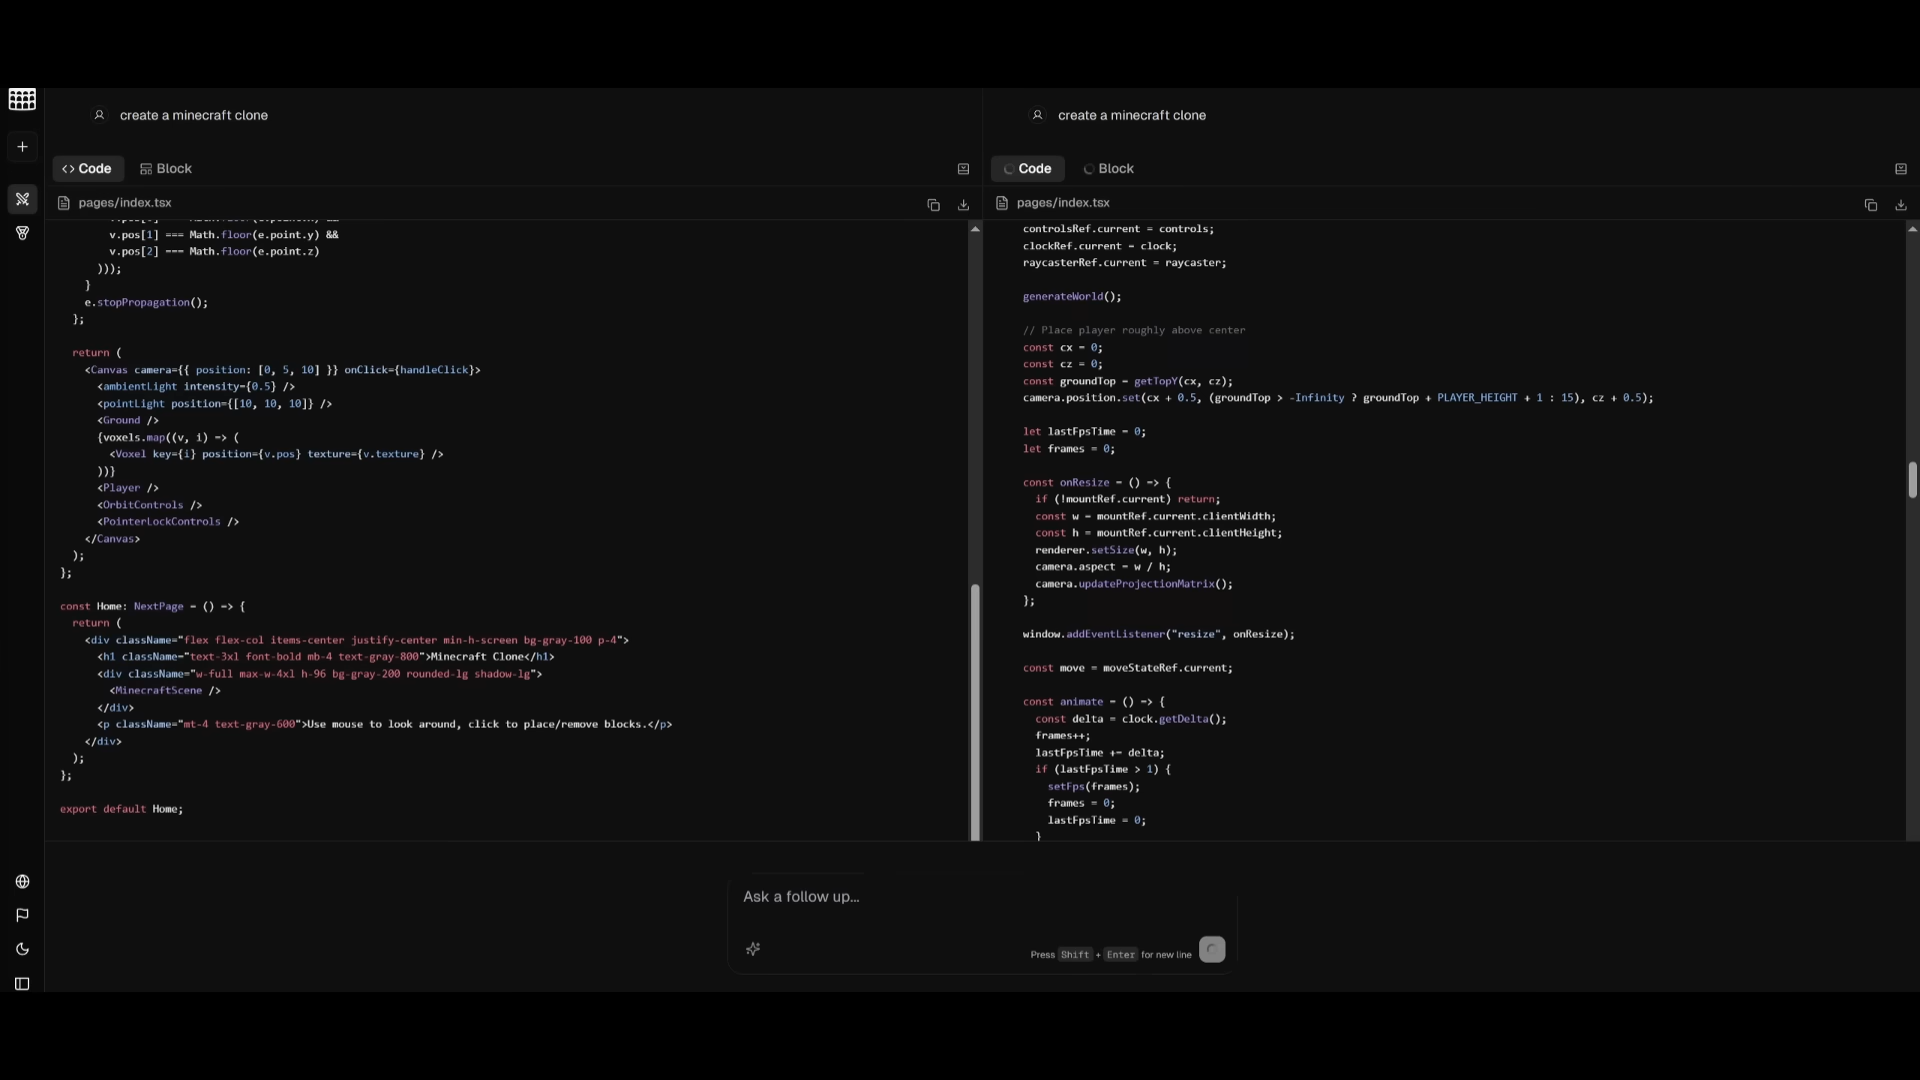 create a minecraft clone
Code
Block
pages/index.tsx
v.pos[1] === Math.floor(e.point.y) &&
v.pos[2] === Math.floor(e.point.z)
)));
}
e.stopPropagation();
};
return (
<Canvas camera={{ position: [0, 5, 10] }} onClick={handleClick}>
<ambientLight intensity={0.5} />
<pointLight position={[10, 10, 10]} />
<Ground />
{voxels.map((v, i) => (
<Voxel key={i} position={v.pos} texture={v.texture} />
))}
<Player />
<OrbitControls />
<PointerLockControls />
</Canvas>
);
};
const Home: NextPage = () => {
return (
<div className="flex flex-col items-center justify-center min-h-screen bg-gray-100 p-4">
<h1 className="text-3xl font-bold mb-4 text-gray-800">Minecraft Clone</h1>
<div className="w-full max-w-4xl h-96 bg-gray-200 rounded-lg shadow-lg">
<MinecraftScene />
</div>
<p className="mt-4 text-gray-600">Use mouse to look around, click to place/remove blocks.</p>
</div>
);
};
export default Home;
create a minecraft clone
Code
Block
pages/index.tsx
controlsRef.current = controls;
clockRef.current = clock;
raycasterRef.current = raycaster;
generateWorld();
// Place player roughly above center
const cx = 0;
const cz = 0;
const groundTop = getTopY(cx, cz);
camera.position.set(cx + 0.5, (groundTop > -Infinity ? groundTop + PLAYER_HEIGHT + 1 : 15), cz + 0.5);
let lastFpsTime = 0;
let frames = 0;
const onResize = () => {
if (!mountRef.current) return;
const w = mountRef.current.clientWidth;
const h = mountRef.current.clientHeight;
renderer.setSize(w, h);
camera.aspect = w / h;
camera.updateProjectionMatrix();
};
window.addEventListener("resize", onResize);
const move = moveStateRef.current;
const animate = () => {
const delta = clock.getDelta();
frames++;
lastFpsTime += delta;
if (lastFpsTime > 1) {
setFps(frames);
frames = 0;
lastFpsTime = 0;
}
Ask a follow up...
Press Shift + Enter for new line